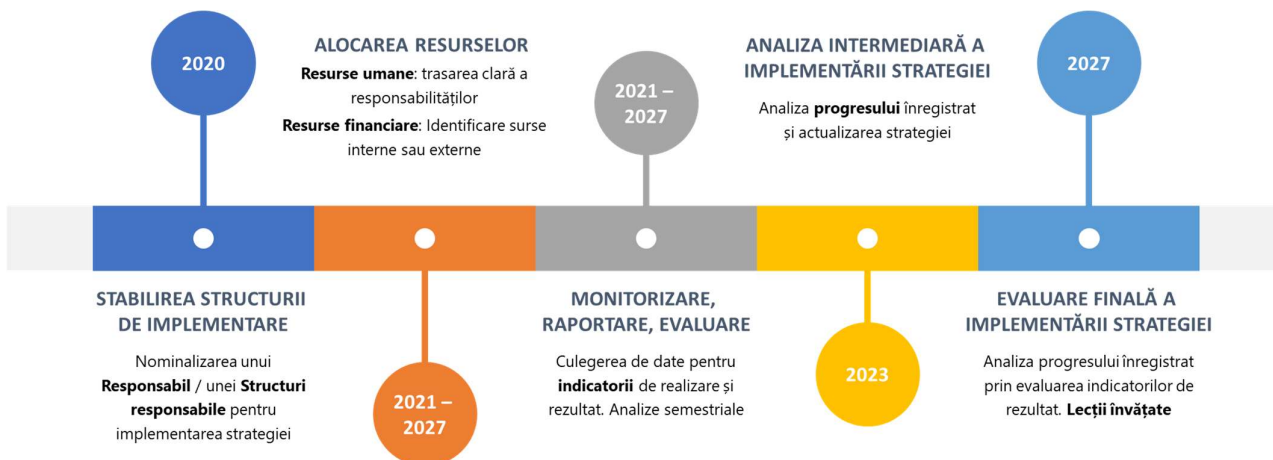 2020
STABILIREA STRUCTURII
DE IMPLEMENTARE
Nominalizarea unui
Responsabil / unei Structuri
responsabile pentru
implementarea strategiei
ALOCAREA RESURSELOR
Resurse umane: trasarea clară a
responsabilităților
Resurse financiare: Identificare surse
interne sau externe
2021 –
2027
2021 –
2027
MONITORIZARE,
RAPORTARE, EVALUARE
Culegerea de date pentru
indicatorii de realizare și
rezultat. Analize semestriale
ANALIZA INTERMEDIARĂ A
IMPLEMENTĂRII STRATEGIEI
Analiza progresului înregistrat
și actualizarea strategiei
2023
2027
EVALUARE FINALĂ A
IMPLEMENTĂRII STRATEGIEI
Analiza progresului înregistrat
prin evaluarea indicatorilor de
rezultat. Lecții învățate